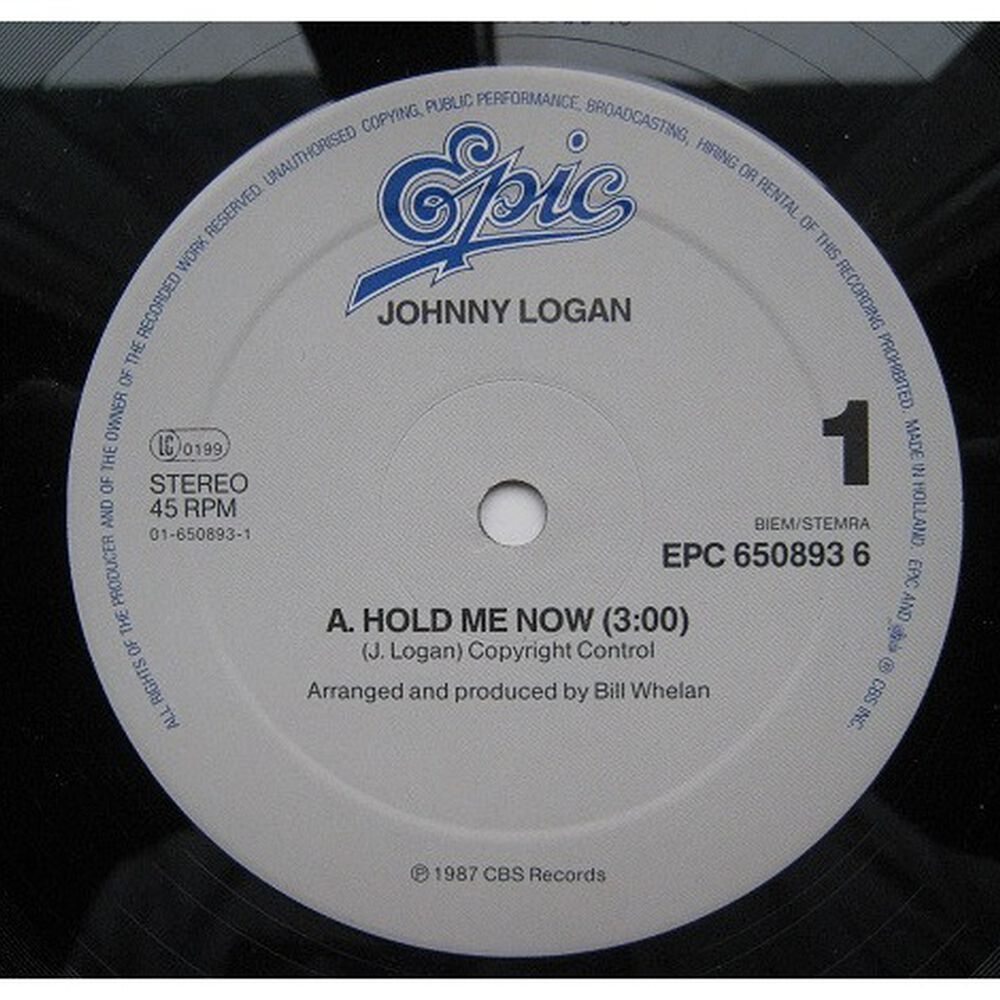 ALL RIGHTS OF THE PRODUCER AND OF THE OWNER OF THE RECORDED WORK RESERVED. UNAUTHORISED COPYING, PUBLIC PERFORMANCE, BROADCASTING, HIRING OR RENTAL OF THIS RECORDING PROHIBITED. MADE IN HOLLAND. EPIC AND ℗ CBS INC.
Epic
JOHNNY LOGAN
1
LC 0199
STEREO
45 RPM
01-650893-1
BIEM/STEMRA
EPC 650893 6
A. HOLD ME NOW (3:00)
(J. Logan) Copyright Control
Arranged and produced by Bill Whelan
℗ 1987 CBS Records